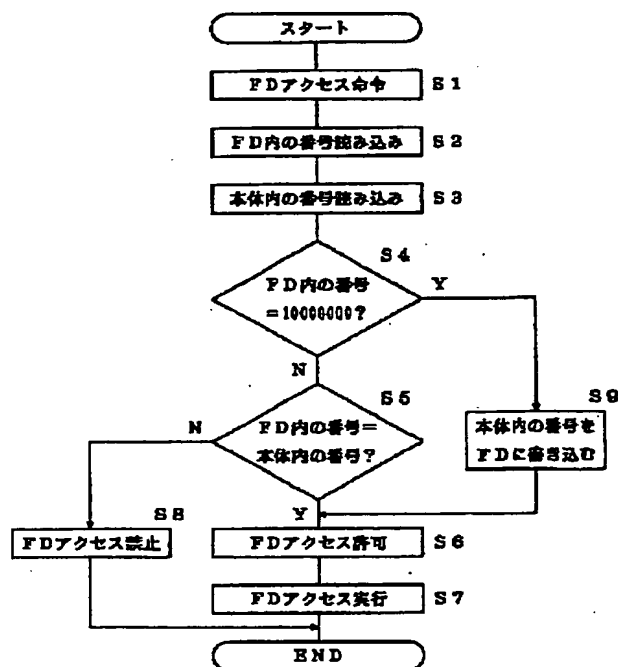 スタート
FDアクセス命令 S1
FD内の番号読み込み S2
本体内の番号読み込み S3
S4
FD内の番号
=10000000?
Y
N
S5
FD内の番号=
本体内の番号?
N
Y
S9
本体内の番号を
FDに書き込む
S8
FDアクセス禁止
FDアクセス許可 S6
FDアクセス実行 S7
END